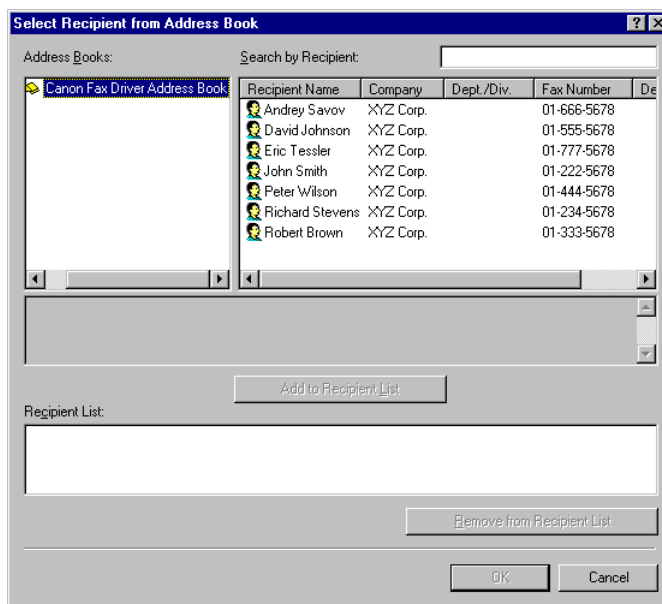 Select Recipient from Address Book
Address Books:
Search by Recipient:
Canon Fax Driver Address Book
Recipient Name Company Dept./Div. Fax Number De
Andrey Savov XYZ Corp. 01-666-5678
David Johnson XYZ Corp. 01-555-5678
Eric Tessler XYZ Corp. 01-777-5678
John Smith XYZ Corp. 01-222-5678
Peter Wilson XYZ Corp. 01-444-5678
Richard Stevens XYZ Corp. 01-234-5678
Robert Brown XYZ Corp. 01-333-5678
Add to Recipient List
Recipient List:
Remove from Recipient List
OK Cancel